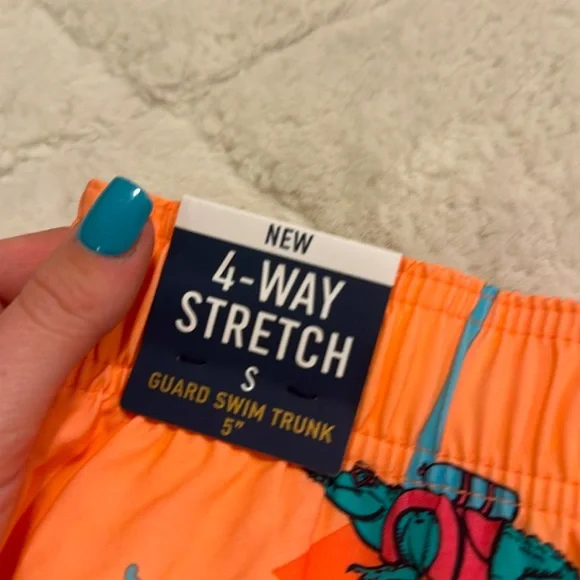 NEW
4-WAY
STRETCH
S
GUARD SWIM TRUNK
5"